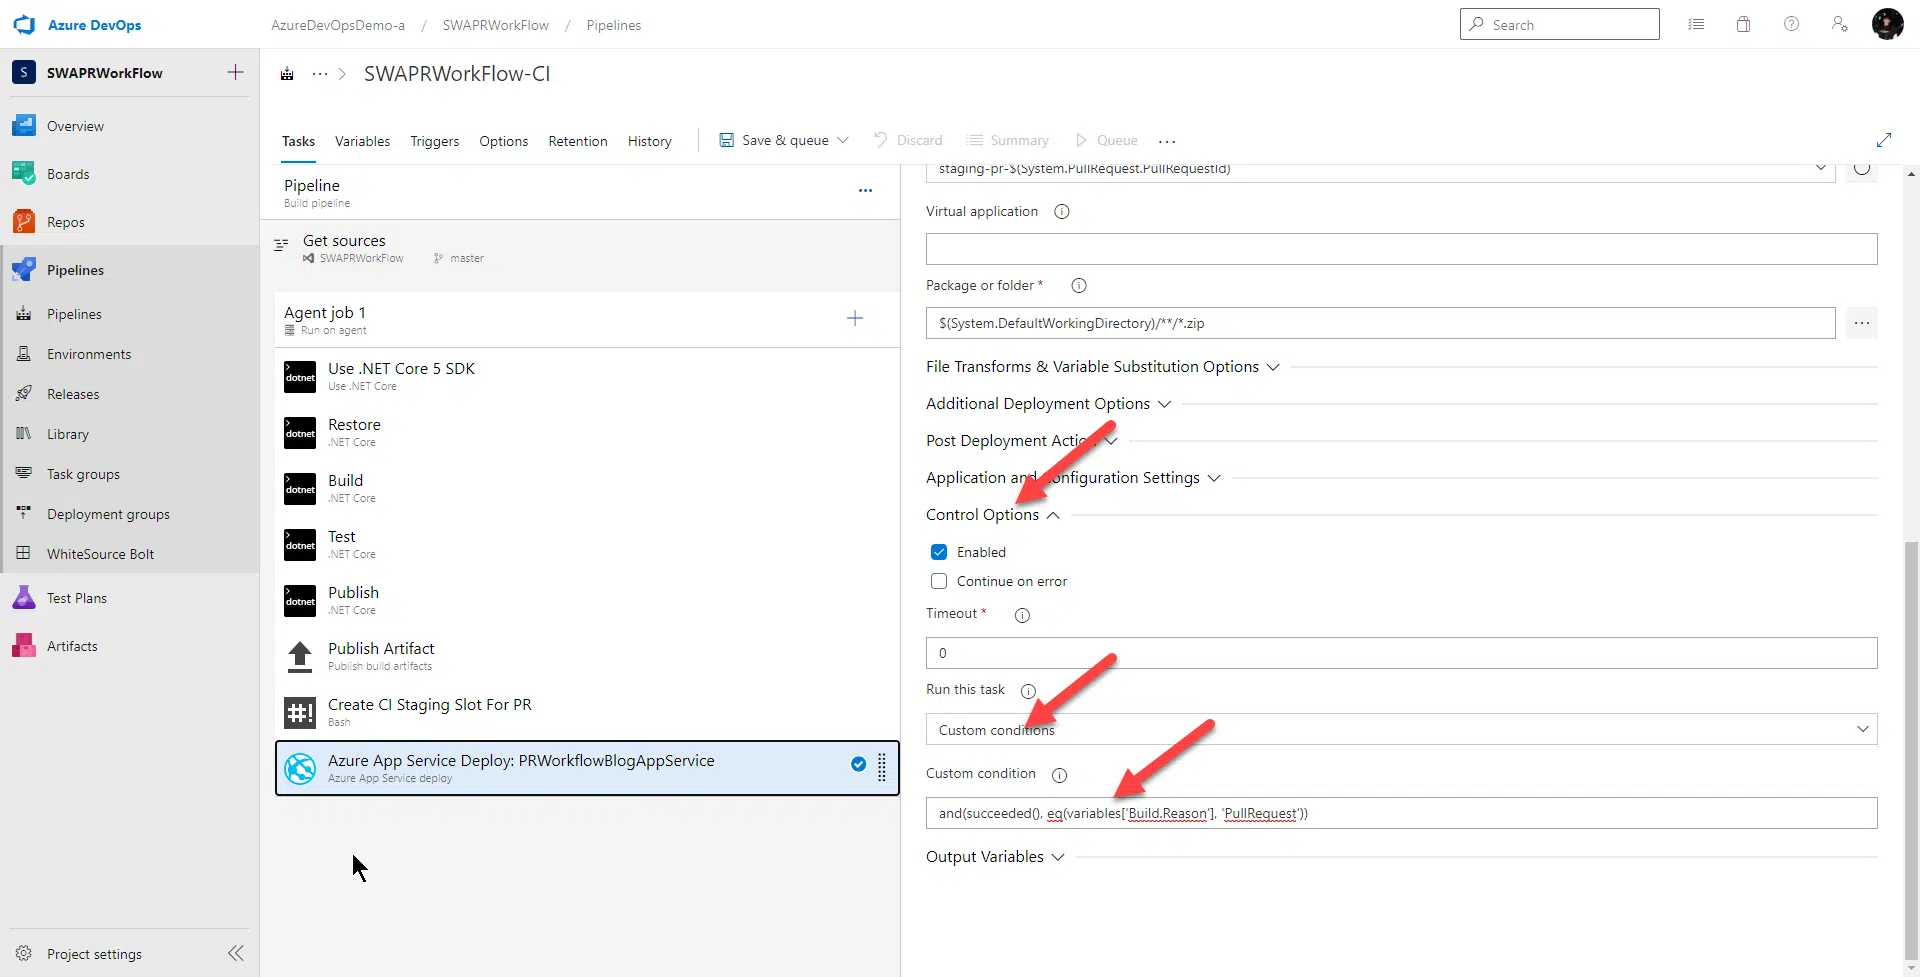 Azure DevOps
AzureDevOpsDemo-a / SWAPRWorkFlow / Pipelines
Search
S SWAPRWorkFlow
Overview
Boards
Repos
Pipelines
Pipelines
Environments
Releases
Library
Task groups
Deployment groups
WhiteSource Bolt
Test Plans
Artifacts
Project settings
··· > SWAPRWorkFlow-CI
Tasks Variables Triggers Options Retention History Save & queue Discard Summary Queue ···
Pipeline
Build pipeline
Get sources
SWAPRWorkFlow master
Agent job 1
Run on agent
dotnet Use .NET Core 5 SDK
Use .NET Core
dotnet Restore
.NET Core
dotnet Build
.NET Core
dotnet Test
.NET Core
dotnet Publish
.NET Core
Publish Artifact
Publish build artifacts
#! Create CI Staging Slot For PR
Bash
Azure App Service Deploy: PRWorkflowBlogAppService
Azure App Service deploy
staging-pr-$(System.PullRequest.PullRequestId)
Virtual application
Package or folder *
$(System.DefaultWorkingDirectory)/**/*.zip
File Transforms & Variable Substitution Options
Additional Deployment Options
Post Deployment Action
Application and Configuration Settings
Control Options
Enabled
Continue on error
Timeout *
0
Run this task
Custom conditions
Custom condition
and(succeeded(), eq(variables['Build.Reason'], 'PullRequest'))
Output Variables